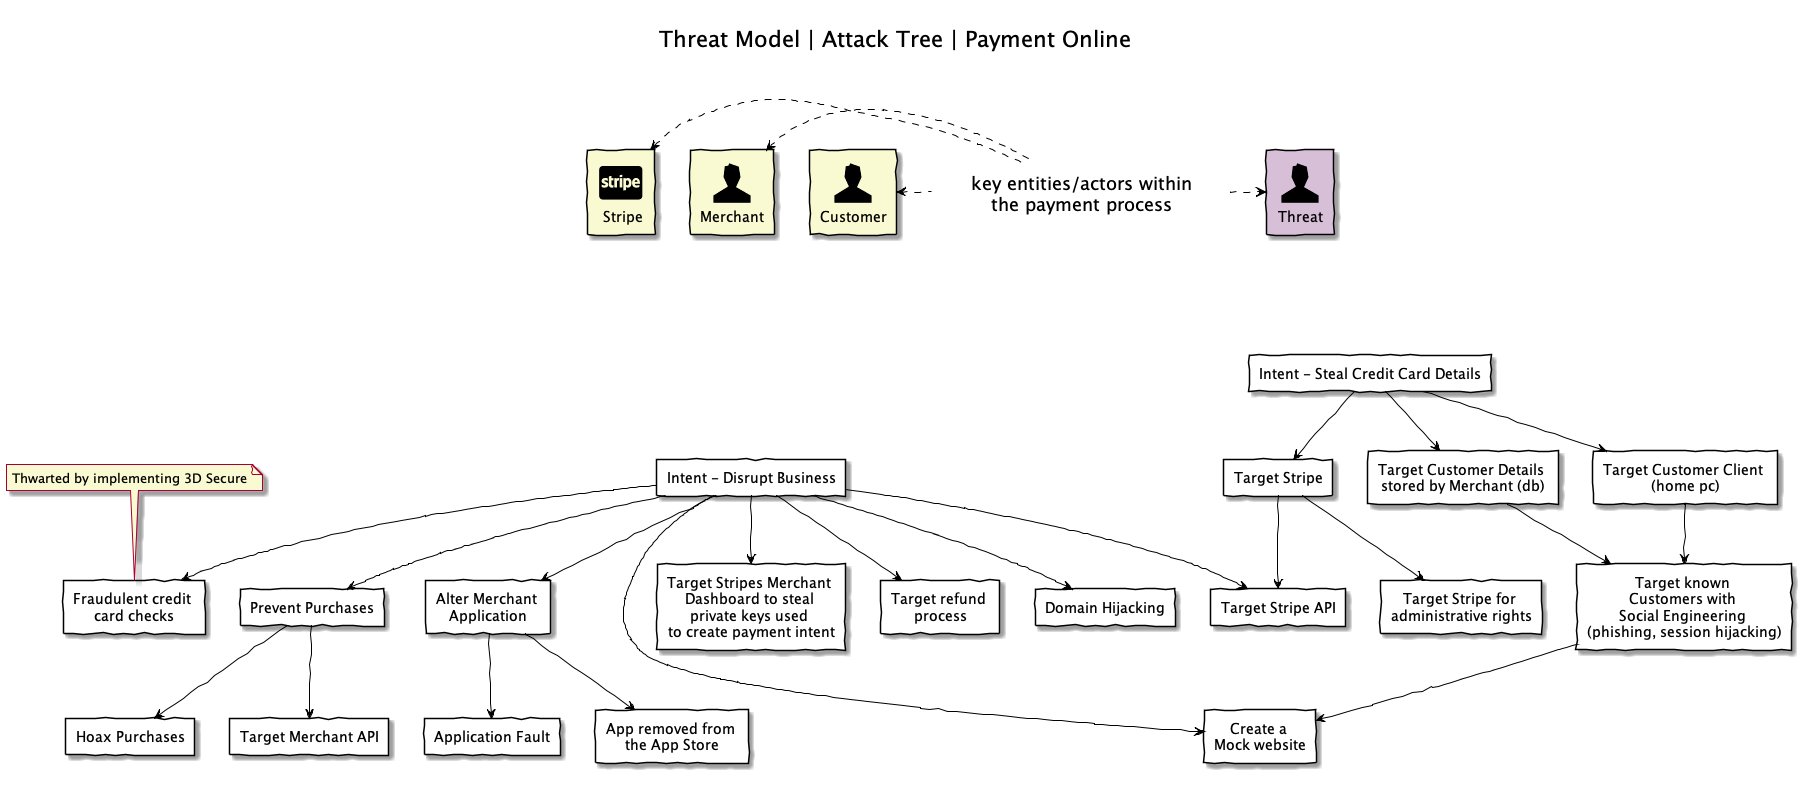 Threat Model | Attack Tree | Payment Online
stripe
Stripe
Merchant
Customer
key entities/actors within
the payment process
Threat
Intent - Steal Credit Card Details
Thwarted by implementing 3D Secure
Intent - Disrupt Business
Target Stripe
Target Customer Details
stored by Merchant (db)
Target Customer Client
(home pc)
Fraudulent credit
card checks
Prevent Purchases
Alter Merchant
Application
Target Stripes Merchant
Dashboard to steal
private keys used
to create payment intent
Target refund
process
Domain Hijacking
Target Stripe API
Target Stripe for
administrative rights
Target known
Customers with
Social Engineering
(phishing, session hijacking)
Hoax Purchases
Target Merchant API
Application Fault
App removed from
the App Store
Create a
Mock website